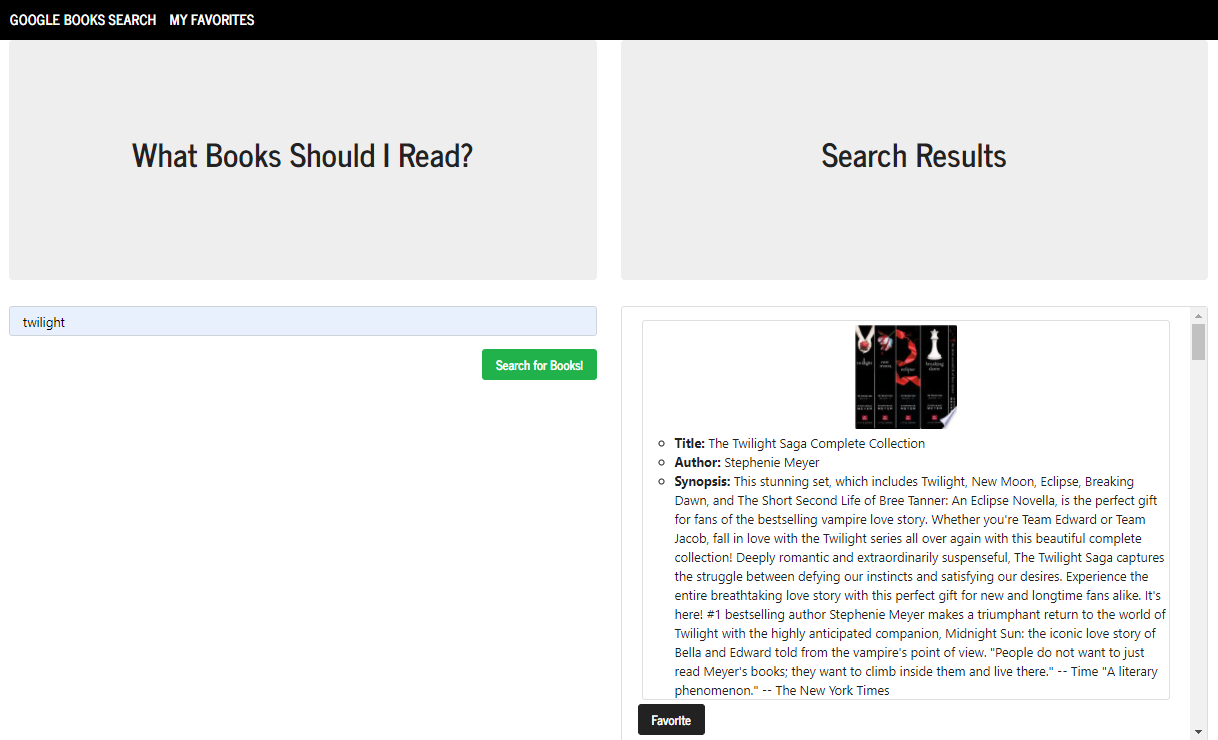 GOOGLE BOOKS SEARCH MY FAVORITES
What Books Should I Read?
twilight
Search for Books!
Search Results
twilight
eclipse
breaking
dawn
MEYER MEYER MEYER MEYER
Title: The Twilight Saga Complete Collection
Author: Stephenie Meyer
Synopsis: This stunning set, which includes Twilight, New Moon, Eclipse, Breaking
Dawn, and The Short Second Life of Bree Tanner: An Eclipse Novella, is the perfect gift
for fans of the bestselling vampire love story. Whether you're Team Edward or Team
Jacob, fall in love with the Twilight series all over again with this beautiful complete
collection! Deeply romantic and extraordinarily suspenseful, The Twilight Saga captures
the struggle between defying our instincts and satisfying our desires. Experience the
entire breathtaking love story with this perfect gift for new and longtime fans alike. It's
here! #1 bestselling author Stephenie Meyer makes a triumphant return to the world of
Twilight with the highly anticipated companion, Midnight Sun: the iconic love story of
Bella and Edward told from the vampire's point of view. "People do not want to just
read Meyer's books; they want to climb inside them and live there." -- Time "A literary
phenomenon." -- The New York Times
Favorite